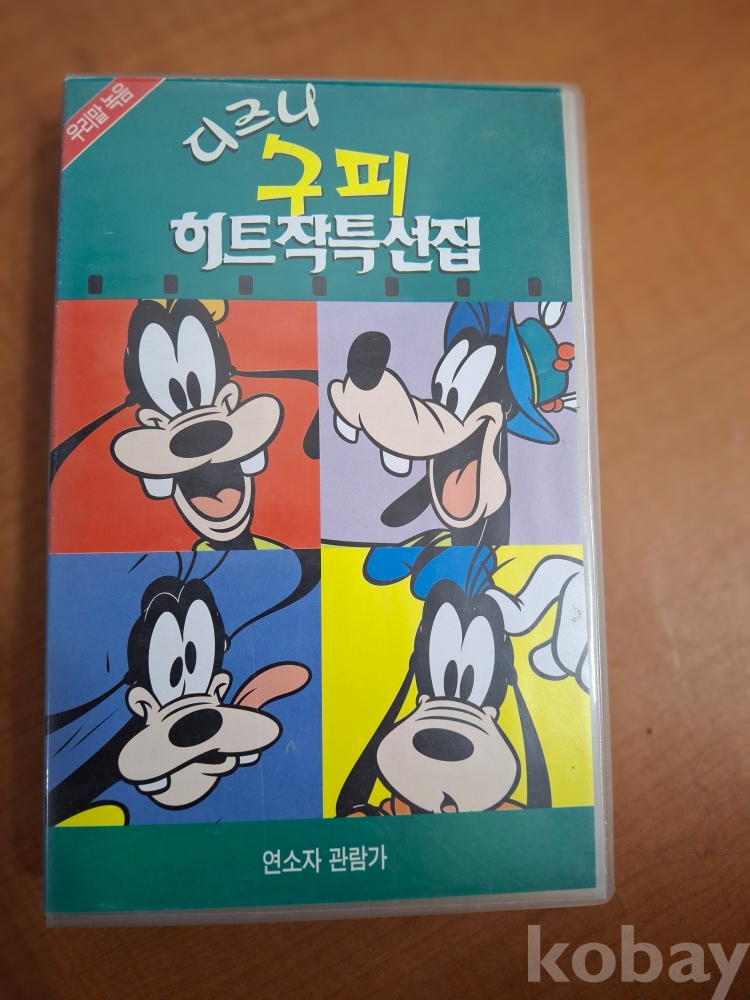 우리말 녹음
디즈니
구피
히트작특선집
연소자 관람가
kobay